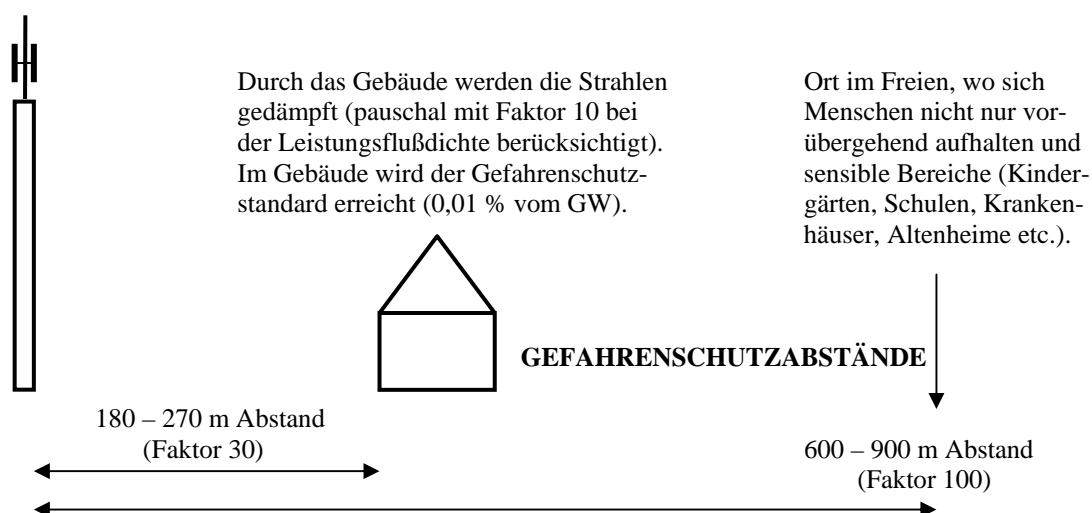 Durch das Gebäude werden die Strahlen
gedämpft (pauschal mit Faktor 10 bei
der Leistungsflußdichte berücksichtigt).
Im Gebäude wird der Gefahrenschutz-
standard erreicht (0,01 % vom GW).
Ort im Freien, wo sich
Menschen nicht nur vor-
übergehend aufhalten und
sensible Bereiche (Kinder-
gärten, Schulen, Kranken-
häuser, Altenheime etc.).
GEFAHRENSCHUTZABSTÄNDE
180 – 270 m Abstand
(Faktor 30)
600 – 900 m Abstand
(Faktor 100)